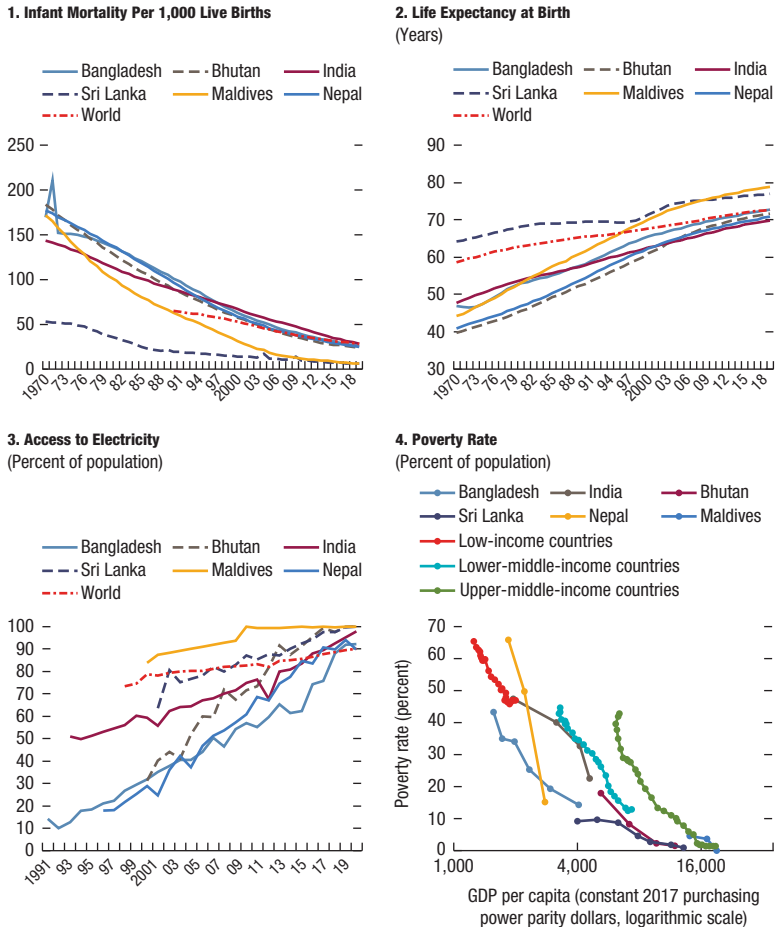 1. Infant Mortality Per 1,000 Live Births
Bangladesh Bhutan India
Sri Lanka Maldives Nepal
World
250
200
150
100
50
0
1970 73 76 79 82 85 88 91 94 97 2000 03 06 09 12 15 18
2. Life Expectancy at Birth
(Years)
Bangladesh Bhutan India
Sri Lanka Maldives Nepal
World
90
80
70
60
50
40
30
1970 73 76 79 82 85 88 91 94 97 2000 03 06 09 12 15 18
3. Access to Electricity
(Percent of population)
Bangladesh Bhutan India
Sri Lanka Maldives Nepal
World
100
90
80
70
60
50
40
30
20
10
0
1991 93 95 97 99 2001 03 05 07 09 11 13 15 17 19
4. Poverty Rate
(Percent of population)
Bangladesh India Bhutan
Sri Lanka Nepal Maldives
Low-income countries
Lower-middle-income countries
Upper-middle-income countries
Poverty rate (percent)
70
60
50
40
30
20
10
0
1,000 4,000 16,000
GDP per capita (constant 2017 purchasing
power parity dollars, logarithmic scale)